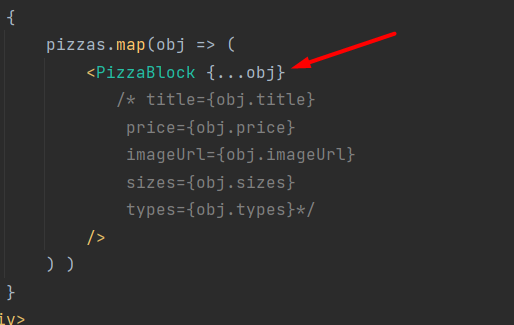 {
pizzas.map(obj => (
<PizzaBlock {...obj}
/* title={obj.title}
price={obj.price}
imageUrl={obj.imageUrl}
sizes={obj.sizes}
types={obj.types}*/
/>
) )
}
iv>